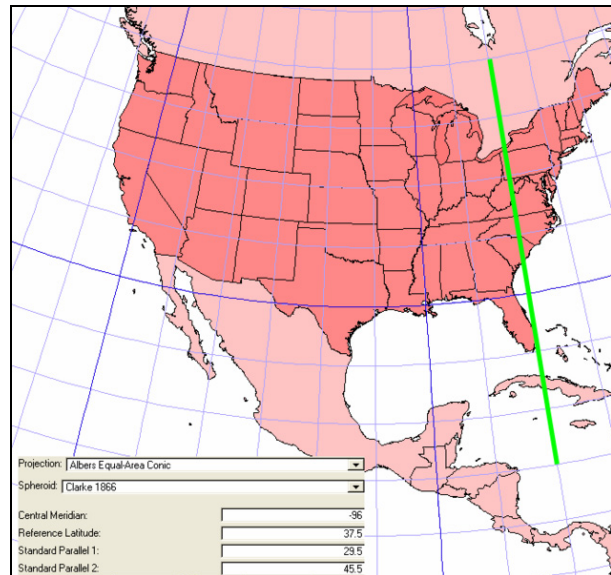 Projection: Albers Equal-Area Conic
Spheroid: Clarke 1866
Central Meridian: -96
Reference Latitude: 37.5
Standard Parallel 1: 29.5
Standard Parallel 2: 45.5